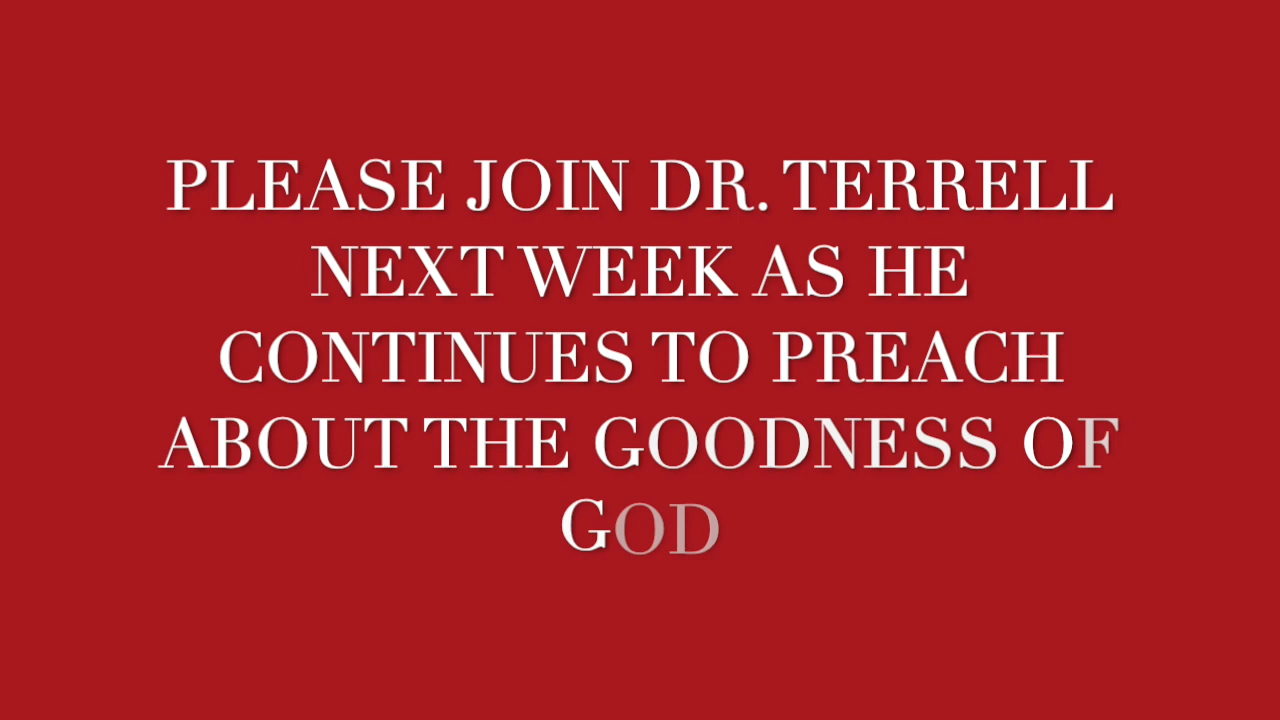 PLEASE JOIN DR. TERRELL
NEXT WEEK AS HE
CONTINUES TO PREACH
ABOUT THE GOODNESS OF
GOD